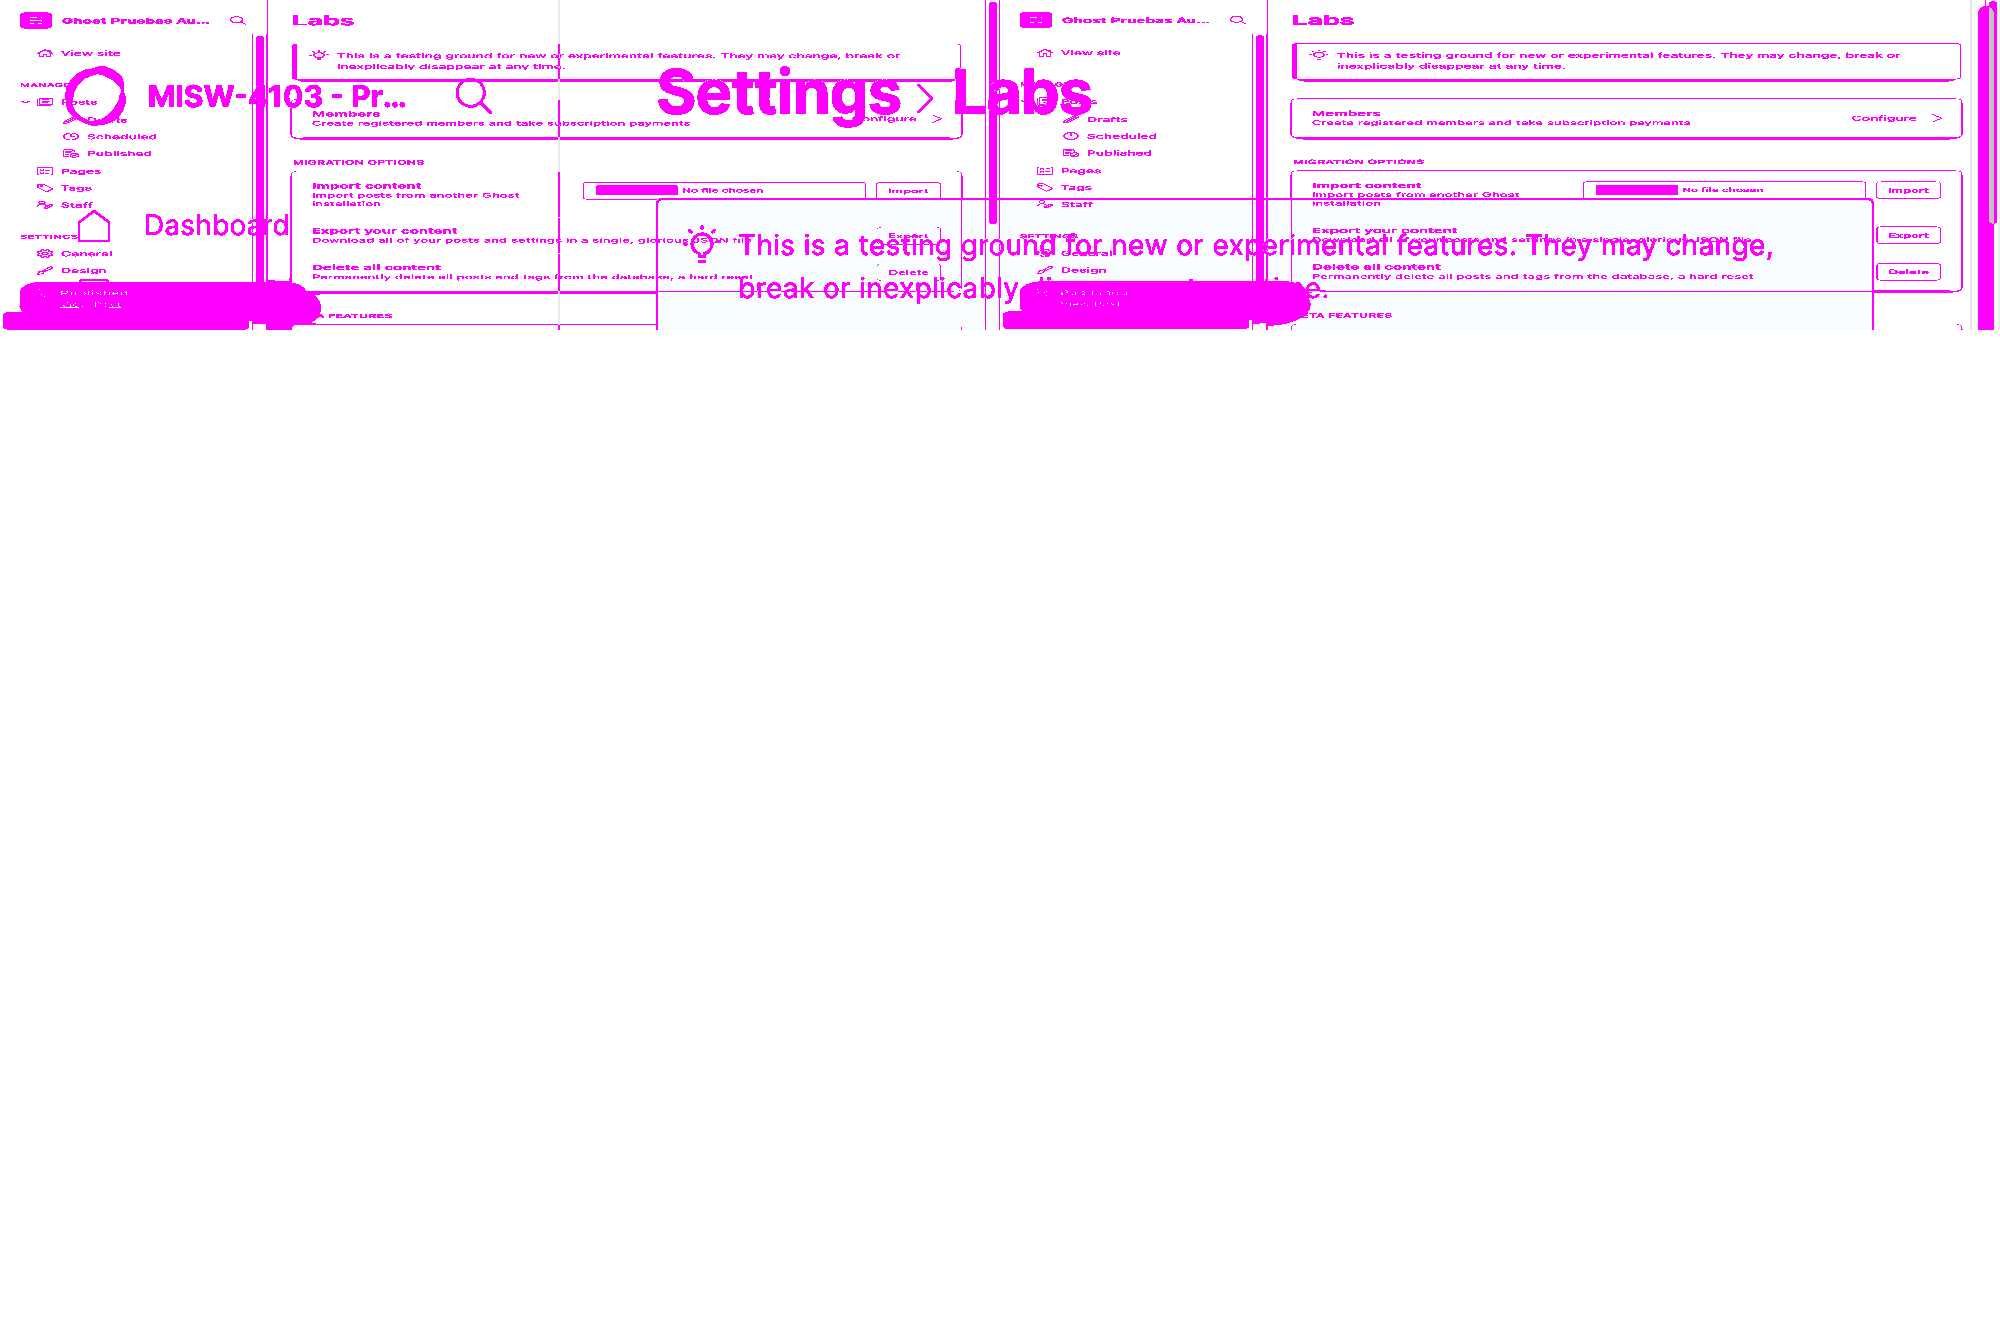 Ghost Pruebas Au...
View site
Posts
Scheduled
Published
Pages
Tags
Staff
SETTINGS
General
Design
Labs
This is a testing ground for new or experimental features. They may change, break or
inexplicably disappear at any time.
Members
Create registered members and take subscription payments
MIGRATION OPTIONS
Import content
Import posts from another Ghost
installation
No file chosen
Import
Export your content
Download all of your posts and settings in a single, glorious JSON file
Export
Delete all content
Permanently delete all posts and tags from the database, a hard reset
Delete
FEATURES
MISW-4103 - Pr...
Dashboard
Settings > Labs
This is a testing ground for new or experimental features. They may change,
break or inexplicably
Ghost Pruebas Au...
View site
Drafts
Scheduled
Published
Pages
Tags
Staff
SETTINGS
General
Design
Labs
This is a testing ground for new or experimental features. They may change, break or
inexplicably disappear at any time.
Members
Create registered members and take subscription payments
Configure
MIGRATION OPTIONS
Import content
Import posts from another Ghost
installation
No file chosen
Import
Export your content
Export
Delete all content
Permanently delete all posts and tags from the database, a hard reset
Delete
FEATURES